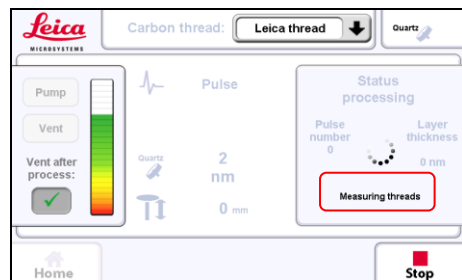 Leica
MICROSYSTEMS
Carbon thread: Leica thread
Quartz
Pump
Vent
Vent after
process:
Pulse
Quartz
2
nm
0 mm
Status
processing
Pulse
number
0
Layer
thickness
0 nm
Measuring threads
Home
Stop